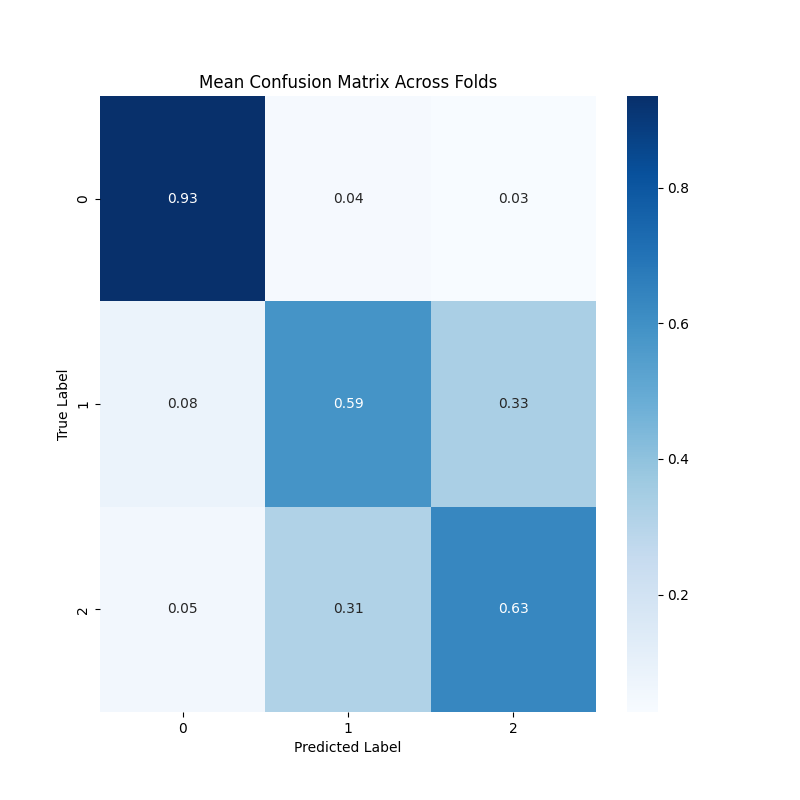 Mean Confusion Matrix Across Folds
0 0.93 0.04 0.03
1 0.08 0.59 0.33
2 0.05 0.31 0.63
0 1 2
True Label
Predicted Label
0.8
0.6
0.4
0.2